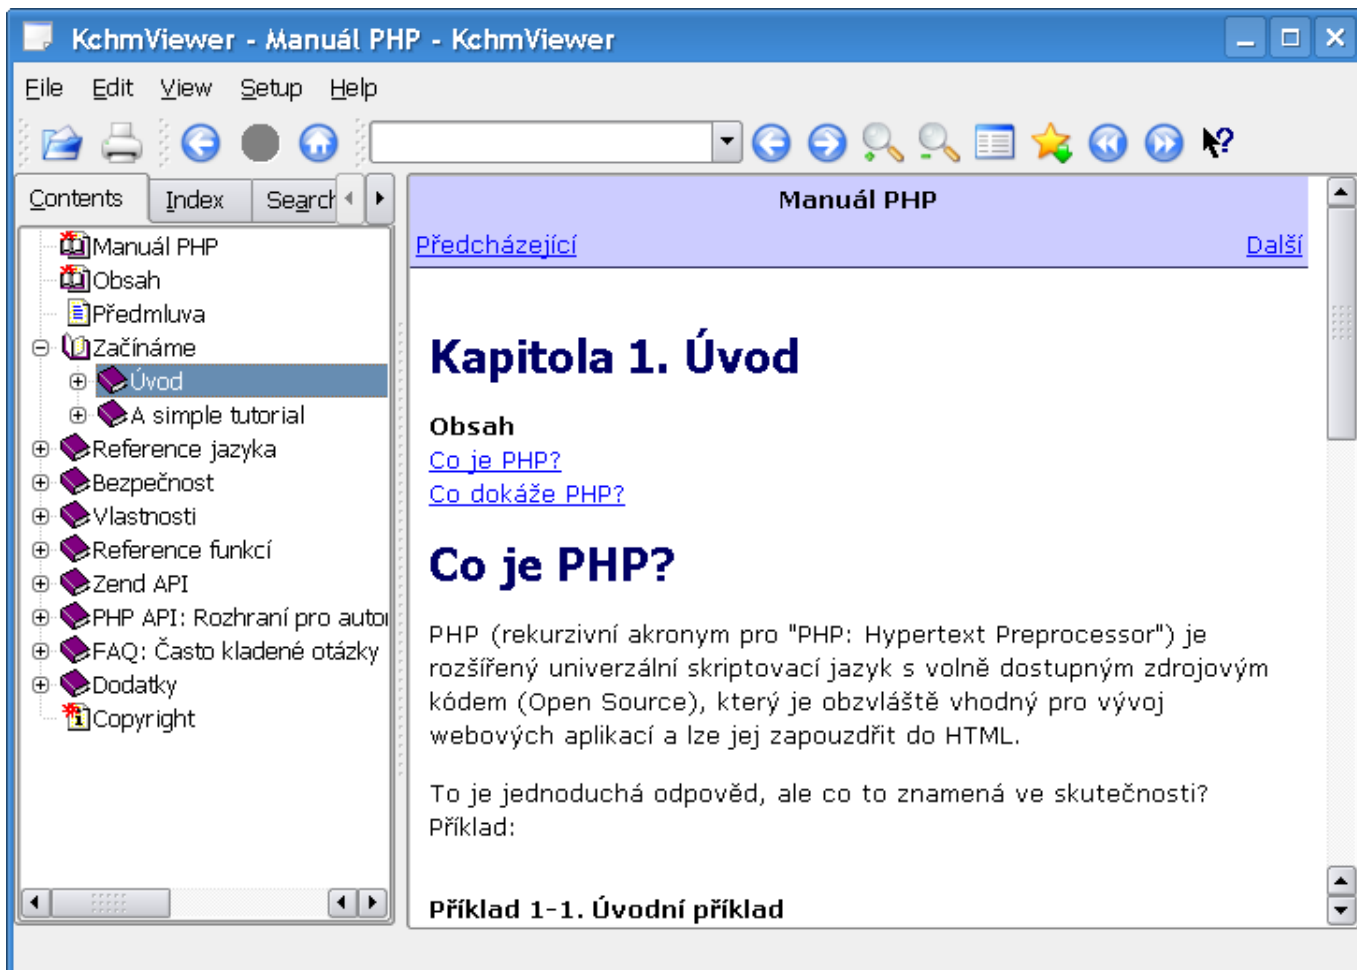 KchmViewer - Manuál PHP - KchmViewer
File Edit View Setup Help
Contents Index Search
Manuál PHP
Obsah
Předmluva
Začínáme
Úvod
A simple tutorial
Reference jazyka
Bezpečnost
Vlastnosti
Reference funkcí
Zend API
PHP API: Rozhraní pro
FAQ: Často kladené otázky
Dodatky
Copyright
Manuál PHP
Předcházející Další
Kapitola 1. Úvod
Obsah
Co je PHP?
Co dokáže PHP?
Co je PHP?
PHP (rekurzivní akronym pro "PHP: Hypertext Preprocessor") je
rozšířený univerzální skriptovací jazyk s volně dostupným zdrojovým
kódem (Open Source), který je obzvláště vhodný pro vývoj
webových aplikací a lze jej zapouzdřit do HTML.
To je jednoduchá odpověd, ale co to znamená ve skutečnosti?
Příklad:
Příklad 1-1. Úvodní příklad